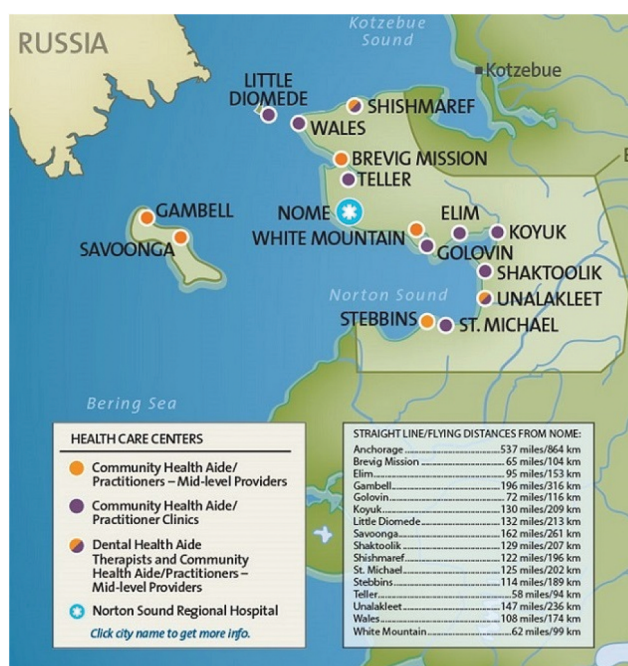 Kotzebue
Sound
RUSSIA
Kotzebue
LITTLE
DIOMEDE
SHISHMAREF
WALES
BREVIG MISSION
TELLER
GAMBELL
NOME
ELIM
SAVOONGA
WHITE MOUNTAIN
KOYUK
GOLOVIN
SHAKTOOLIK
Norton Sound
UNALAKLEET
STEBBINS
ST. MICHAEL
Bering Sea
HEALTH CARE CENTERS
Community Health Aide/
Practitioners – Mid-level Providers
Community Health Aide/
Practitioner Clinics
Dental Health Aide
Therapists and Community
Health Aide/Practitioners –
Mid-level Providers
Norton Sound Regional Hospital
Click city name to get more info.
STRAIGHT LINE/FLYING DISTANCES FROM NOME:
Anchorage 537 miles/864 km
Brevig Mission 65 miles/104 km
Elim 95 miles/153 km
Gambell 196 miles/316 km
Golovin 72 miles/116 km
Koyuk 130 miles/209 km
Little Diomede 132 miles/213 km
Savoonga 162 miles/261 km
Shaktoolik 129 miles/207 km
Shishmaref 122 miles/196 km
St. Michael 125 miles/202 km
Stebbins 114 miles/189 km
Teller 58 miles/94 km
Unalakleet 147 miles/236 km
Wales 108 miles/174 km
White Mountain 62 miles/99 km